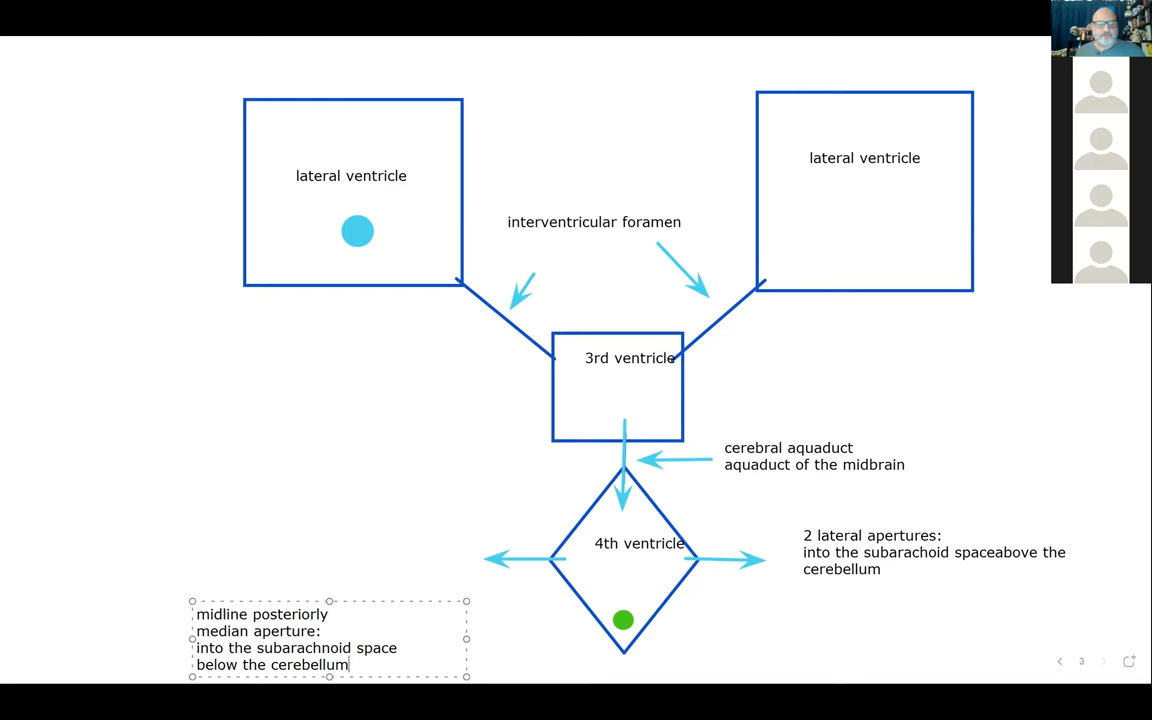 lateral ventricle
lateral ventricle
interventricular foramen
3rd ventricle
cerebral aquaduct
aquaduct of the midbrain
4th ventricle
2 lateral apertures:
into the subarachoid spaceabove the
cerebellum
midline posteriorly
median aperture:
into the subarachnoid space
below the cerebellum
3